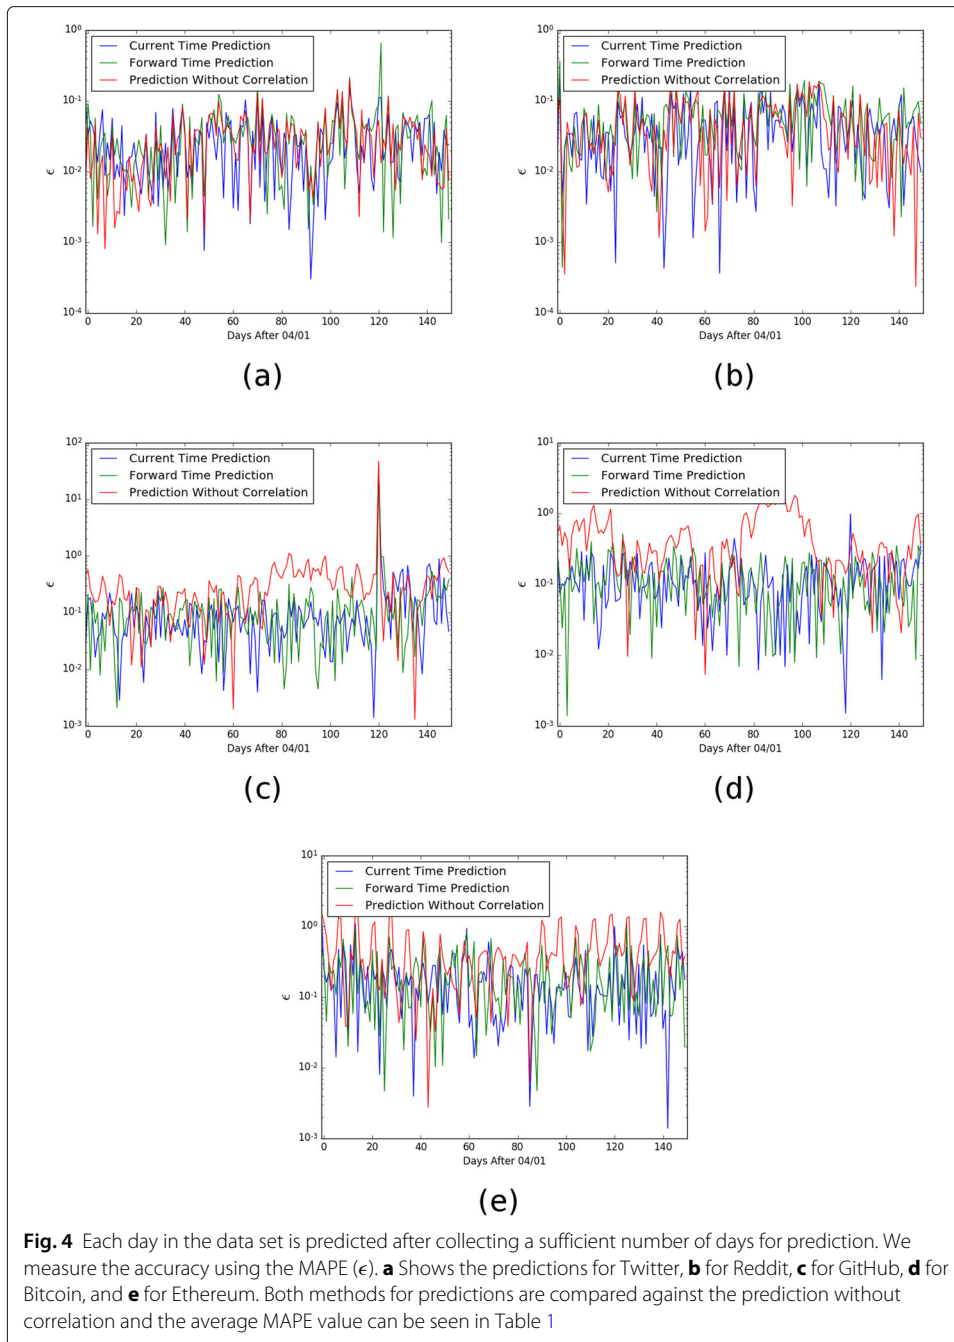 10⁰
10⁻¹
10⁻²
10⁻³
10⁻⁴
ϵ
Current Time Prediction
Forward Time Prediction
Prediction Without Correlation
0 20 40 60 80 100 120 140
Days After 04/01
(a)
10⁰
10⁻¹
10⁻²
10⁻³
10⁻⁴
ϵ
Current Time Prediction
Forward Time Prediction
Prediction Without Correlation
0 20 40 60 80 100 120 140
Days After 04/01
(b)
10²
10¹
10⁰
10⁻¹
10⁻²
10⁻³
ϵ
Current Time Prediction
Forward Time Prediction
Prediction Without Correlation
0 20 40 60 80 100 120 140
Days After 04/01
(c)
10¹
10⁰
10⁻¹
10⁻²
10⁻³
ϵ
Current Time Prediction
Forward Time Prediction
Prediction Without Correlation
0 20 40 60 80 100 120 140
Days After 04/01
(d)
10¹
10⁰
10⁻¹
10⁻²
10⁻³
ϵ
Current Time Prediction
Forward Time Prediction
Prediction Without Correlation
0 20 40 60 80 100 120 140
Days After 04/01
(e)
Fig. 4 Each day in the data set is predicted after collecting a sufficient number of days for prediction. We
measure the accuracy using the MAPE (ϵ). a Shows the predictions for Twitter, b for Reddit, c for GitHub, d for
Bitcoin, and e for Ethereum. Both methods for predictions are compared against the prediction without
correlation and the average MAPE value can be seen in Table 1